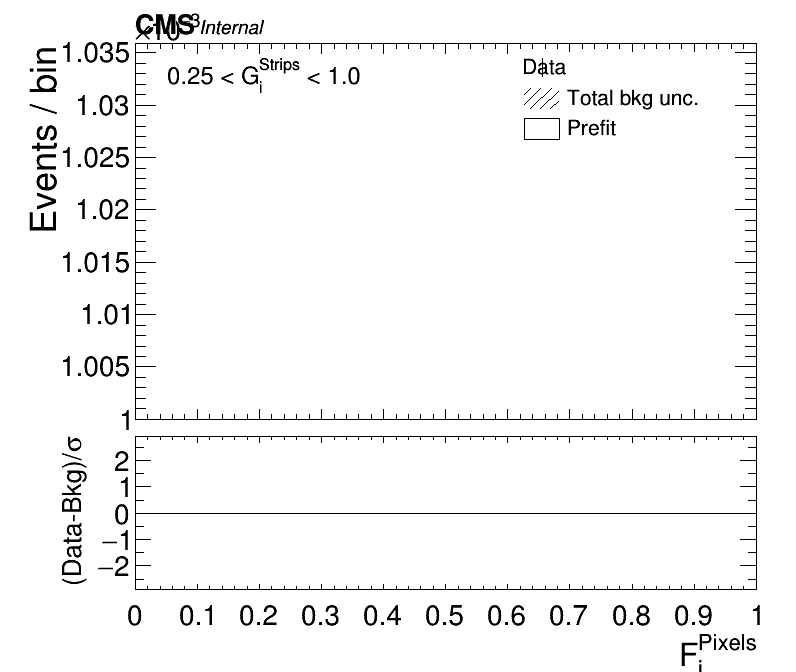 CMS Internal
×10⁻³
1.035
1.03
1.025
1.02
1.015
1.01
1.005
1
Events / bin
0.25 < G_i^Strips < 1.0
Data
Total bkg unc.
Prefit
(Data-Bkg)/σ
2
1
0
−1
−2
0 0.1 0.2 0.3 0.4 0.5 0.6 0.7 0.8 0.9 1
F_i^Pixels